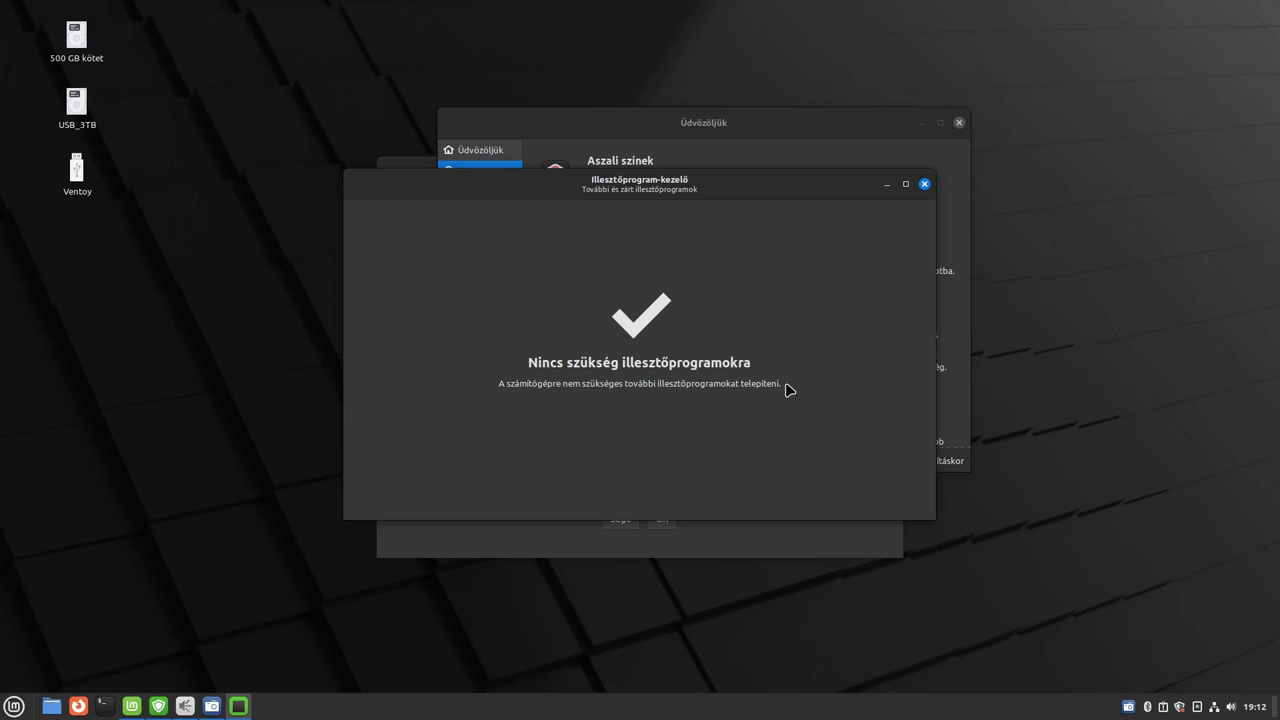 500 GB kötet
USB_3TB
Ventoy
Üdvözöljük
Üdvözöljük
Aszali színek
Illesztőprogram-kezelő
További és zárt illesztőprogramok
Nincs szükség illesztőprogramokra
A számítógépre nem szükséges további illesztőprogramokat telepíteni.
otba.
ég.
bb
ításkor
19:12